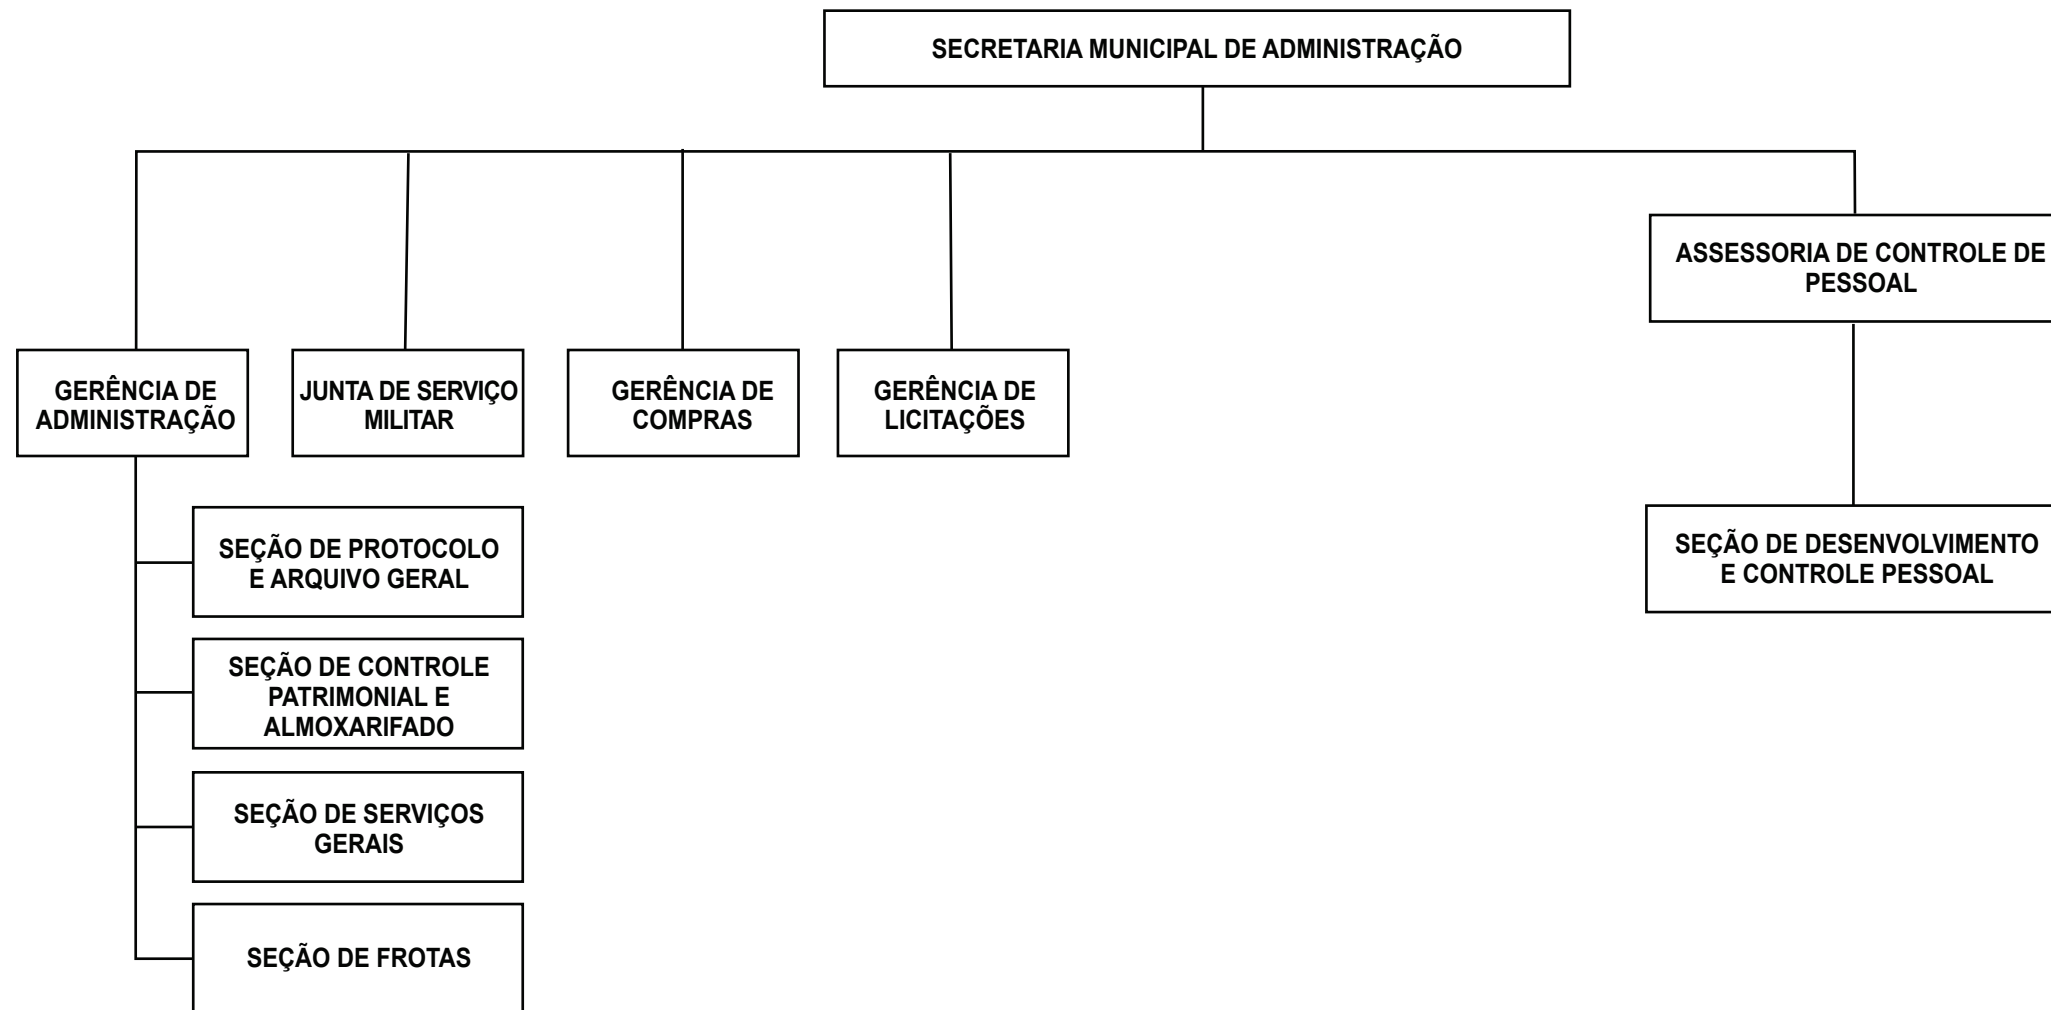 SECRETARIA MUNICIPAL DE ADMINISTRAÇÃO
ASSESSORIA DE CONTROLE DE
PESSOAL
GERÊNCIA DE
ADMINISTRAÇÃO
JUNTA DE SERVIÇO
MILITAR
GERÊNCIA DE
COMPRAS
GERÊNCIA DE
LICITAÇÕES
SEÇÃO DE PROTOCOLO
E ARQUIVO GERAL
SEÇÃO DE DESENVOLVIMENTO
E CONTROLE PESSOAL
SEÇÃO DE CONTROLE
PATRIMONIAL E
ALMOXARIFADO
SEÇÃO DE SERVIÇOS
GERAIS
SEÇÃO DE FROTAS